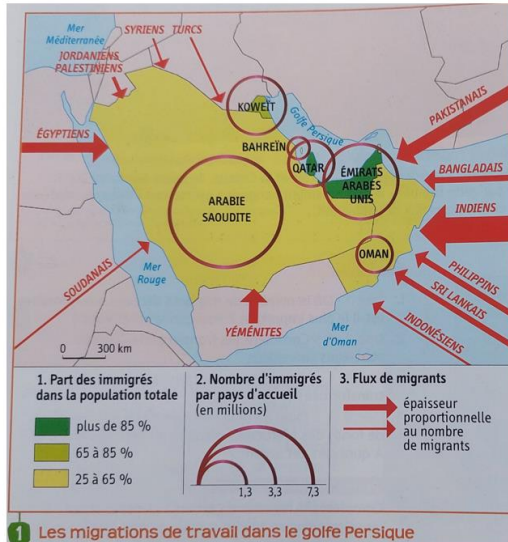 Mer
Méditerranée
SYRIENS
TURCS
JORDANIENS
PALESTINIENS
KOWEÏT
Golfe Persique
PAKISTANAIS
ÉGYPTIENS
BAHREÏN
QATAR
ÉMIRATS
ARABES
UNIS
BANGLADAIS
ARABIE
SAOUDITE
INDIENS
OMAN
SOUDANAIS
Mer
Rouge
PHILIPPINS
SRI LANKAIS
YÉMÉNITES
Mer
d'Oman
INDONÉSIENS
0 300 km
1. Part des immigrés
dans la population totale
plus de 85 %
65 à 85 %
25 à 65 %
2. Nombre d'immigrés
par pays d'accueil
(en millions)
1,3 3,3 7,3
3. Flux de migrants
épaisseur
proportionnelle
au nombre
de migrants
1 Les migrations de travail dans le golfe Persique